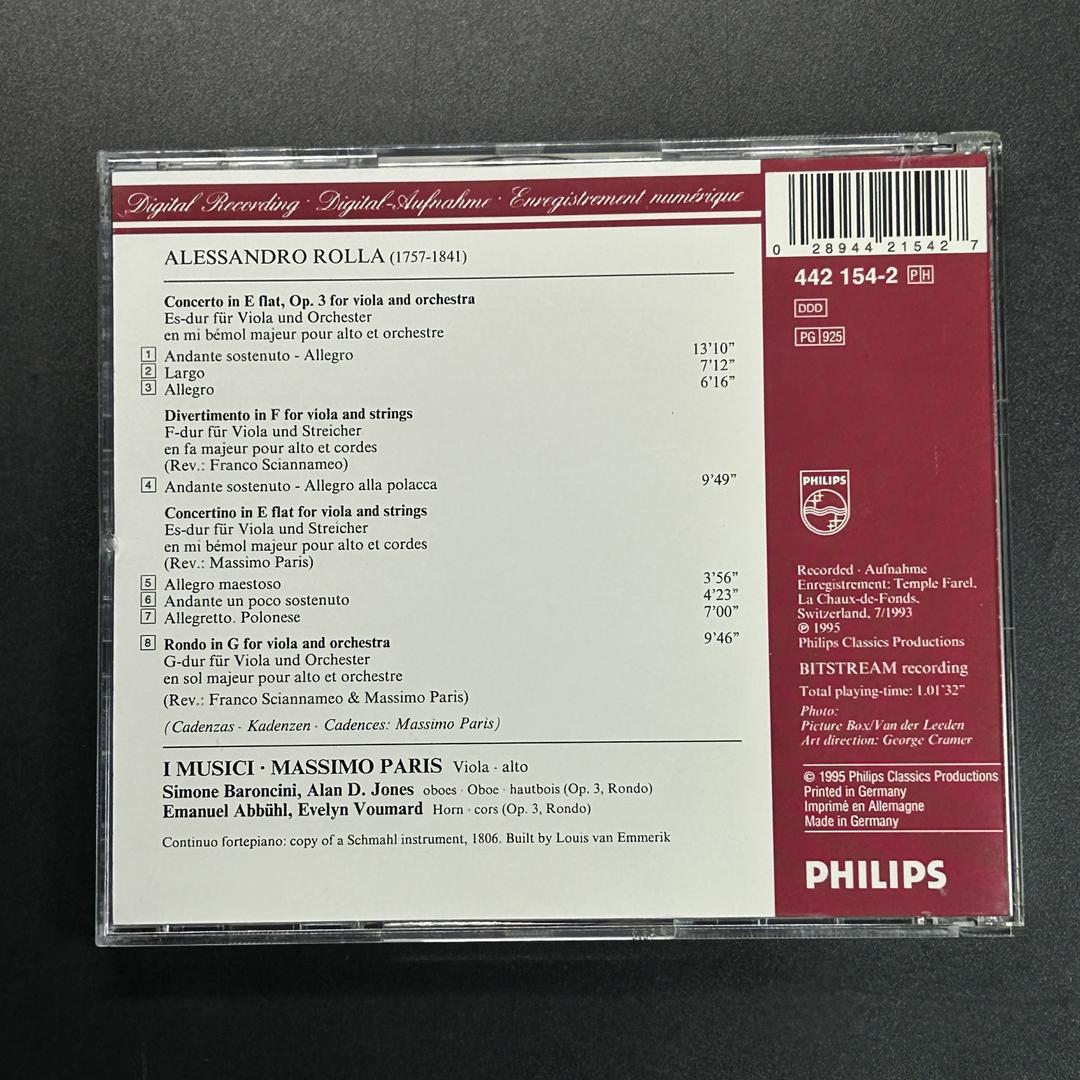 Digital Recording · Digital-Aufnahme · Enregistrement numérique
ALESSANDRO ROLLA (1757-1841)
Concerto in E flat, Op. 3 for viola and orchestra
Es-dur für Viola und Orchester
en mi bémol majeur pour alto et orchestre
1 Andante sostenuto - Allegro 13'10"
2 Largo 7'12"
3 Allegro 6'16"
Divertimento in F for viola and strings
F-dur für Viola und Streicher
en fa majeur pour alto et cordes
(Rev.: Franco Sciannameo)
4 Andante sostenuto - Allegro alla polacca 9'49"
Concertino in E flat for viola and strings
Es-dur für Viola und Streicher
en mi bémol majeur pour alto et cordes
(Rev.: Massimo Paris)
5 Allegro maestoso 3'56"
6 Andante un poco sostenuto 4'23"
7 Allegretto. Polonese 7'00"
8 Rondo in G for viola and orchestra 9'46"
G-dur für Viola und Orchester
en sol majeur pour alto et orchestre
(Rev.: Franco Sciannameo & Massimo Paris)
(Cadenzas · Kadenzen · Cadences: Massimo Paris)
I MUSICI · MASSIMO PARIS Viola · alto
Simone Baroncini, Alan D. Jones oboes · Oboe · hautbois (Op. 3, Rondo)
Emanuel Abbühl, Evelyn Voumard Horn · cors (Op. 3, Rondo)
Continuo fortepiano: copy of a Schmahl instrument, 1806. Built by Louis van Emmerik
0 28944 21542 7
442 154-2 PH
DDD
PG 925
PHILIPS
Recorded · Aufnahme
Enregistrement: Temple Farel,
La Chaux-de-Fonds,
Switzerland, 7/1993
℗ 1995
Philips Classics Productions
BITSTREAM recording
Total playing-time: 1.01'32"
Photo:
Picture Box/Van der Leeden
Art direction: George Cramer
© 1995 Philips Classics Productions
Printed in Germany
Imprimé en Allemagne
Made in Germany
PHILIPS